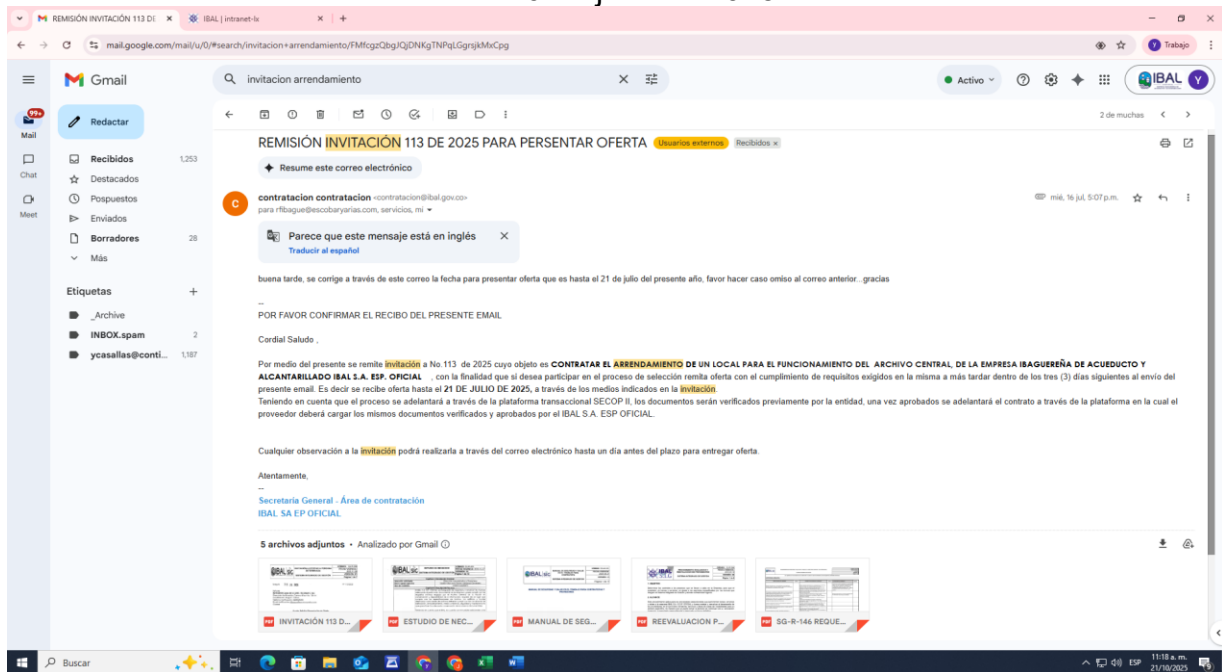 REMISIÓN INVITACIÓN 113 DE
IBAL | intranet-ix
mail.google.com/mail/u/0/#search/invitacion+arrendamiento/FMfcgzQbgJQjDNKgTNPqLGgrsjkMxCpg
Trabajo
Gmail
invitacion arrendamiento
Activo
IBAL
Y
99+
Mail
Chat
Meet
Redactar
Recibidos 1,253
Destacados
Pospuestos
Enviados
Borradores 28
Más
Etiquetas
_Archive
INBOX.spam 2
ycasallas@conti... 1,187
2 de muchas
REMISIÓN INVITACIÓN 113 DE 2025 PARA PERSENTAR OFERTA Usuarios externos Recibidos x
Resume este correo electrónico
contratacion contratacion <contratacion@ibal.gov.co> mié, 16 jul, 5:07 p.m.
para rfibague@escobaryarias.com, servicios, mi
Parece que este mensaje está en inglés
Traducir al español
buena tarde, se corrige a través de este correo la fecha para presentar oferta que es hasta el 21 de julio del presente año, favor hacer caso omiso al correo anterior...gracias
--
POR FAVOR CONFIRMAR EL RECIBO DEL PRESENTE EMAIL
Cordial Saludo ,
Por medio del presente se remite invitación a No.113 de 2025 cuyo objeto es CONTRATAR EL ARRENDAMIENTO DE UN LOCAL PARA EL FUNCIONAMIENTO DEL ARCHIVO CENTRAL, DE LA EMPRESA IBAGUEREÑA DE ACUEDUCTO Y
ALCANTARILLADO IBAL S.A. ESP. OFICIAL , con la finalidad que si desea participar en el proceso de selección remita oferta con el cumplimiento de requisitos exigidos en la misma a más tardar dentro de los tres (3) días siguientes al envío del
presente email. Es decir se recibe oferta hasta el 21 DE JULIO DE 2025, a través de los medios indicados en la invitación.
Teniendo en cuenta que el proceso se adelantará a través de la plataforma transaccional SECOP II, los documentos serán verificados previamente por la entidad, una vez aprobados se adelantará el contrato a través de la plataforma en la cual el
proveedor deberá cargar los mismos documentos verificados y aprobados por el IBAL S.A. ESP OFICIAL.
Cualquier observación a la invitación podrá realizarla a través del correo electrónico hasta un día antes del plazo para entregar oferta.
Atentamente,
--
Secretaria General - Área de contratación
IBAL SA EP OFICIAL
5 archivos adjuntos • Analizado por Gmail
INVITACIÓN 113 D...
ESTUDIO DE NEC...
MANUAL DE SEG...
REEVALUACION P...
SG-R-146 REQUE...
Buscar
ESP
11:18 a. m.
21/10/2025